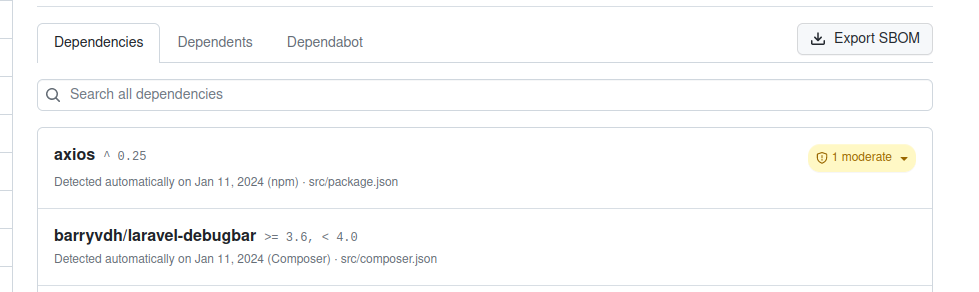 Dependencies Dependents Dependabot Export SBOM
Search all dependencies
axios ^ 0.25 1 moderate
Detected automatically on Jan 11, 2024 (npm) · src/package.json
barryvdh/laravel-debugbar >= 3.6, < 4.0
Detected automatically on Jan 11, 2024 (Composer) · src/composer.json